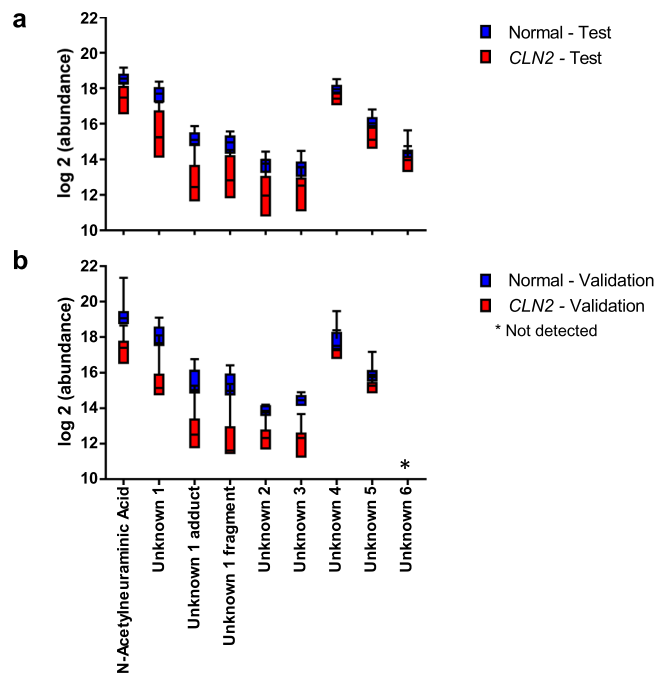 a
log 2 (abundance)
22
20
18
16
14
12
10
Normal - Test
CLN2 - Test
b
log 2 (abundance)
22
20
18
16
14
12
10
*
Normal - Validation
CLN2 - Validation
* Not detected
N-Acetylneuraminic Acid
Unknown 1
Unknown 1 adduct
Unknown 1 fragment
Unknown 2
Unknown 3
Unknown 4
Unknown 5
Unknown 6